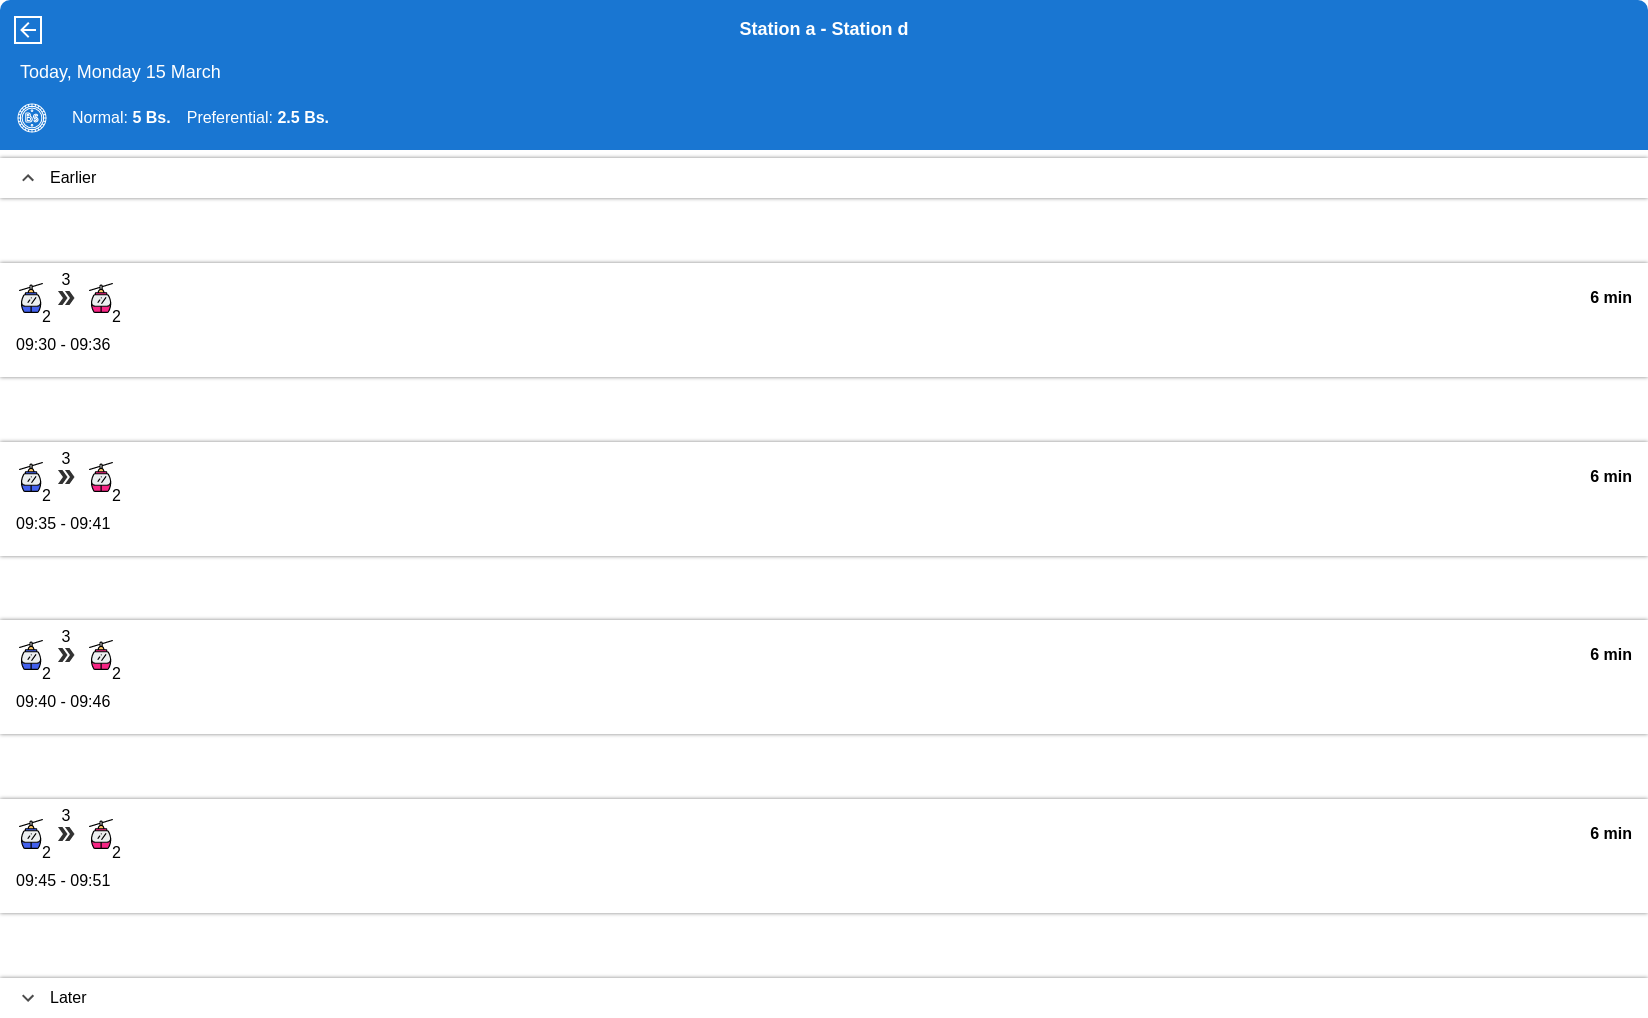 Station a - Station d
Today, Monday 15 March
Bs Normal: 5 Bs. Preferential: 2.5 Bs.
Earlier
3
2 » 2 6 min
09:30 - 09:36
3
2 » 2 6 min
09:35 - 09:41
3
2 » 2 6 min
09:40 - 09:46
3
2 » 2 6 min
09:45 - 09:51
Later